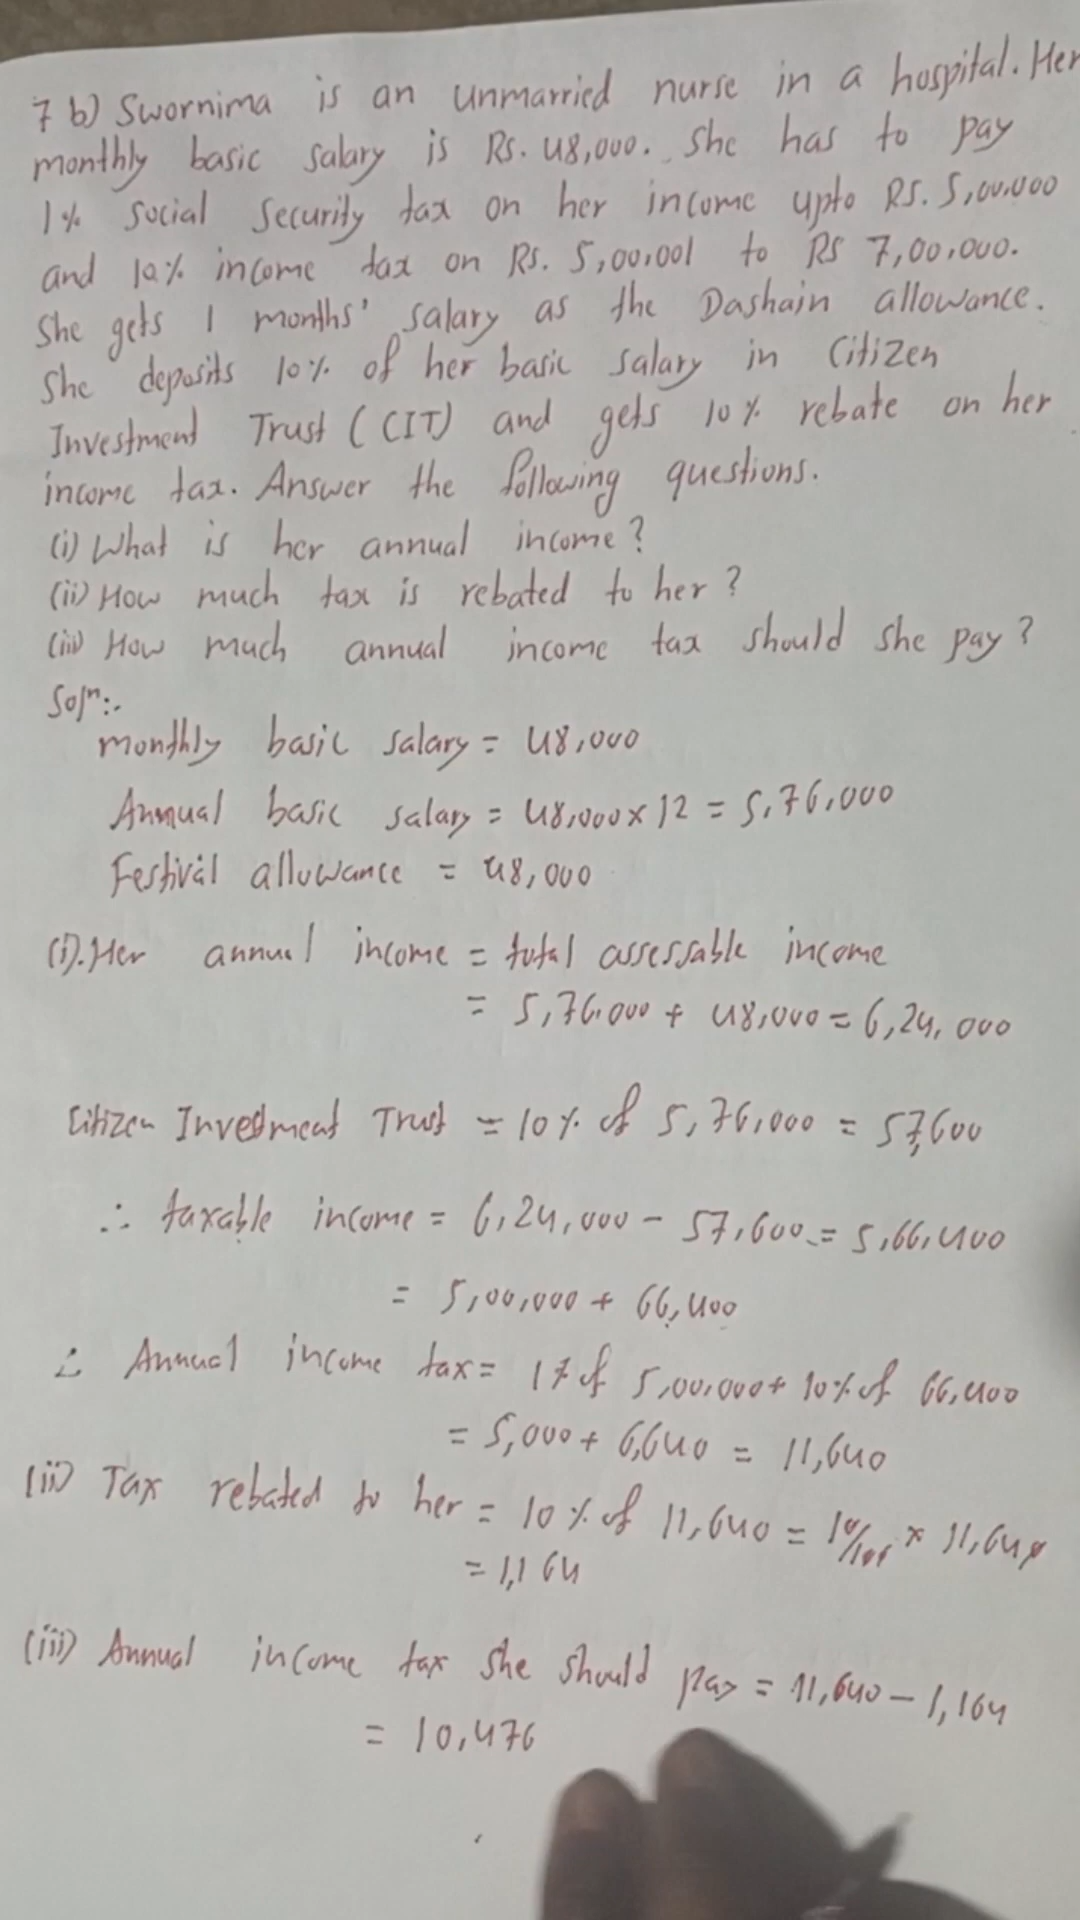 7 b) Swornima is an unmarried nurse in a hospital. Her
monthly basic salary is Rs. 48,000. She has to pay
1% social security tax on her income upto RS. 5,00,000
and 10% income tax on Rs. 5,00,001 to RS 7,00,000.
She gets 1 months' salary as the Dashain allowance.
She deposits 10% of her basic salary in Citizen
Investment Trust (CIT) and gets 10% rebate on her
income tax. Answer the following questions.
(i) What is her annual income?
(ii) How much tax is rebated to her?
(iii) How much annual income tax should she pay?
Solⁿ:-
monthly basic salary = 48,000
Annual basic salary = 48,000 x 12 = 5,76,000
Festival allowance = 48,000
(i). Her annual income = total assessable income
= 5,76,000 + 48,000 = 6,24,000
Citizen Investment Trust = 10% of 5,76,000 = 57,600
∴ taxable income = 6,24,000 - 57,600 = 5,66,400
= 5,00,000 + 66,400
∴ Annual income tax = 1% of 5,00,000 + 10% of 66,400
= 5,000 + 6,640 = 11,640
(ii) Tax rebated to her = 10% of 11,640 = 10/100 x 11,640
= 1,164
(iii) Annual income tax she should pay = 11,640 - 1,164
= 10,476